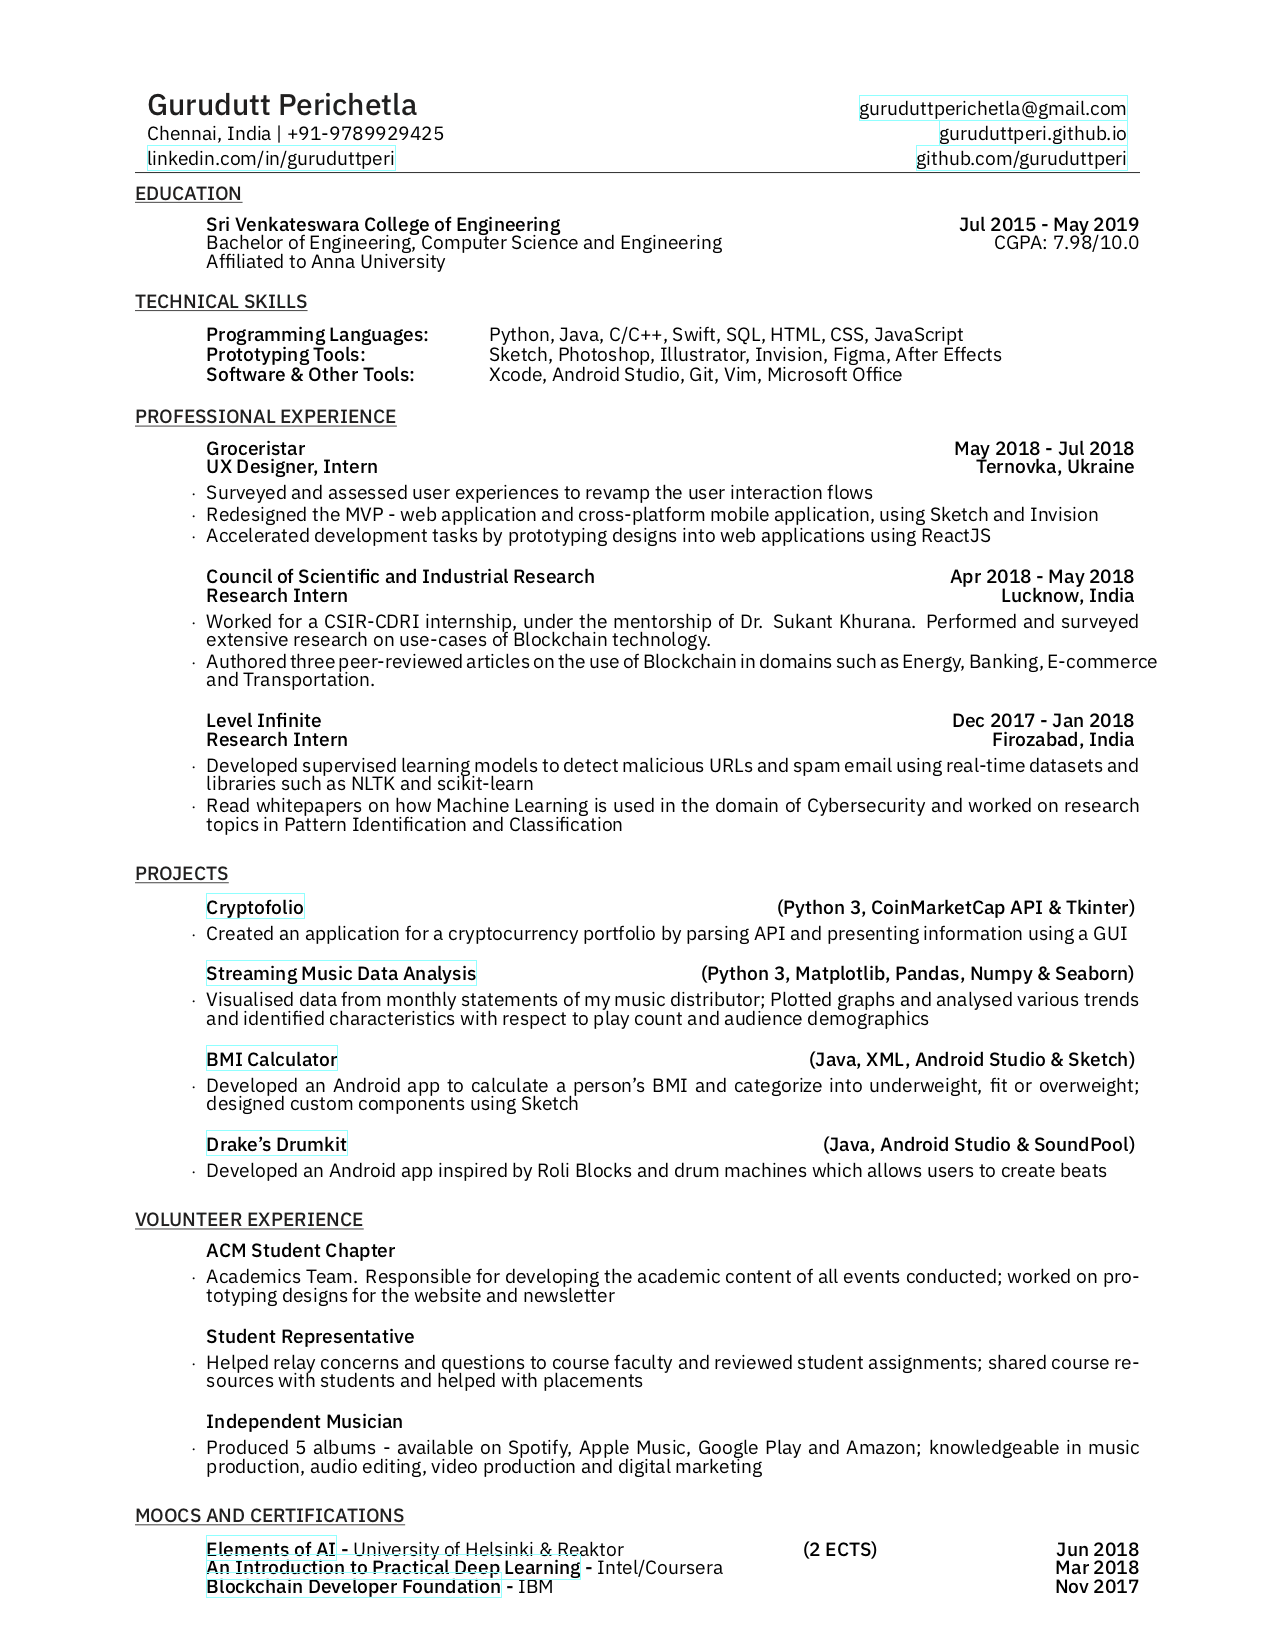 Gurudutt Perichetla
guruduttperichetla@gmail.com
Chennai, India | +91-9789929425
guruduttperi.github.io
linkedin.com/in/guruduttperi
github.com/guruduttperi
EDUCATION
Sri Venkateswara College of Engineering Jul 2015 - May 2019
Bachelor of Engineering, Computer Science and Engineering CGPA: 7.98/10.0
Affiliated to Anna University
TECHNICAL SKILLS
Programming Languages: Python, Java, C/C++, Swift, SQL, HTML, CSS, JavaScript
Prototyping Tools: Sketch, Photoshop, Illustrator, Invision, Figma, After Effects
Software & Other Tools: Xcode, Android Studio, Git, Vim, Microsoft Office
PROFESSIONAL EXPERIENCE
Groceristar May 2018 - Jul 2018
UX Designer, Intern Ternovka, Ukraine
· Surveyed and assessed user experiences to revamp the user interaction flows
· Redesigned the MVP - web application and cross-platform mobile application, using Sketch and Invision
· Accelerated development tasks by prototyping designs into web applications using ReactJS
Council of Scientific and Industrial Research Apr 2018 - May 2018
Research Intern Lucknow, India
· Worked for a CSIR-CDRI internship, under the mentorship of Dr. Sukant Khurana. Performed and surveyed
extensive research on use-cases of Blockchain technology.
· Authored three peer-reviewed articles on the use of Blockchain in domains such as Energy, Banking, E-commerce
and Transportation.
Level Infinite Dec 2017 - Jan 2018
Research Intern Firozabad, India
· Developed supervised learning models to detect malicious URLs and spam email using real-time datasets and
libraries such as NLTK and scikit-learn
· Read whitepapers on how Machine Learning is used in the domain of Cybersecurity and worked on research
topics in Pattern Identification and Classification
PROJECTS
Cryptofolio (Python 3, CoinMarketCap API & Tkinter)
· Created an application for a cryptocurrency portfolio by parsing API and presenting information using a GUI
Streaming Music Data Analysis (Python 3, Matplotlib, Pandas, Numpy & Seaborn)
· Visualised data from monthly statements of my music distributor; Plotted graphs and analysed various trends
and identified characteristics with respect to play count and audience demographics
BMI Calculator (Java, XML, Android Studio & Sketch)
· Developed an Android app to calculate a person’s BMI and categorize into underweight, fit or overweight;
designed custom components using Sketch
Drake’s Drumkit (Java, Android Studio & SoundPool)
· Developed an Android app inspired by Roli Blocks and drum machines which allows users to create beats
VOLUNTEER EXPERIENCE
ACM Student Chapter
· Academics Team. Responsible for developing the academic content of all events conducted; worked on pro-
totyping designs for the website and newsletter
Student Representative
· Helped relay concerns and questions to course faculty and reviewed student assignments; shared course re-
sources with students and helped with placements
Independent Musician
· Produced 5 albums - available on Spotify, Apple Music, Google Play and Amazon; knowledgeable in music
production, audio editing, video production and digital marketing
MOOCS AND CERTIFICATIONS
Elements of AI - University of Helsinki & Reaktor (2 ECTS) Jun 2018
An Introduction to Practical Deep Learning - Intel/Coursera Mar 2018
Blockchain Developer Foundation - IBM Nov 2017